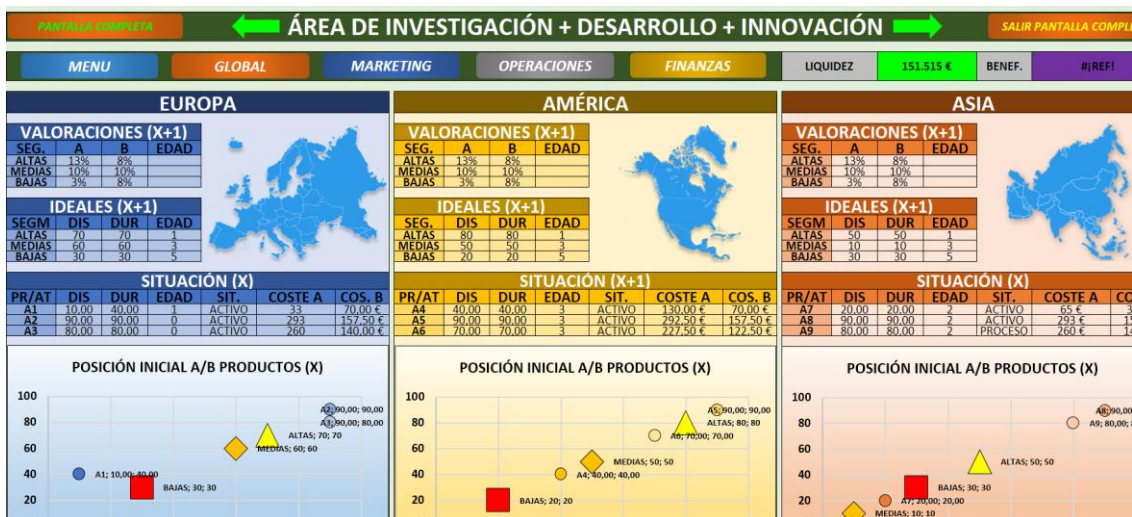 PANTALLA COMPLETA
ÁREA DE INVESTIGACIÓN + DESARROLLO + INNOVACIÓN
SALIR PANTALLA COMPLE
MENU GLOBAL MARKETING OPERACIONES FINANZAS LIQUIDEZ 151.515 € BENEF. #¡REF!
EUROPA
VALORACIONES (X+1)
SEG. A B EDAD
ALTAS 13% 8%
MEDIAS 10% 10%
BAJAS 3% 8%
IDEALES (X+1)
SEGM DIS DUR EDAD
ALTAS 70 70 1
MEDIAS 60 60 3
BAJAS 30 30 5
SITUACIÓN (X)
PR/AT DIS DUR EDAD SIT. COSTE A COS. B
A1 10,00 40,00 1 ACTIVO 33 70,00 €
A2 90,00 90,00 0 ACTIVO 293 157,50 €
A3 80,00 80,00 0 ACTIVO 260 140,00 €
POSICIÓN INICIAL A/B PRODUCTOS (X)
100
A2; 90,00; 90,00
80
A3; 90,00; 80,00
ALTAS; 70; 70
60
MEDIAS; 60; 60
40
A1; 10,00; 40,00
BAJAS; 30; 30
20
AMÉRICA
VALORACIONES (X+1)
SEG. A B EDAD
ALTAS 13% 8%
MEDIAS 10% 10%
BAJAS 3% 8%
IDEALES (X+1)
SEG. DIS DUR EDAD
ALTAS 80 80 1
MEDIAS 50 50 3
BAJAS 20 20 5
SITUACIÓN (X+1)
PR/AT DIS DUR EDAD SIT. COSTE A COS. B
A4 40,00 40,00 3 ACTIVO 130,00 € 70,00 €
A5 90,00 90,00 3 ACTIVO 292,50 € 157,50 €
A6 70,00 70,00 3 ACTIVO 227,50 € 122,50 €
POSICIÓN INICIAL A/B PRODUCTOS (X)
100
A5; 90,00; 90,00
80
ALTAS; 80; 80
A6; 70,00; 70,00
60
MEDIAS; 50; 50
40
A4; 40,00; 40,00
20
BAJAS; 20; 20
ASIA
VALORACIONES (X+1)
SEG. A B EDAD
ALTAS 13% 8%
MEDIAS 10% 10%
BAJAS 3% 8%
IDEALES (X+1)
SEGM DIS DUR EDAD
ALTAS 50 50 1
MEDIAS 10 10 3
BAJAS 30 30 5
SITUACIÓN (X+1)
PR/AT DIS DUR EDAD SIT. COSTE A CO
A7 20,00 20,00 2 ACTIVO 65 € 3
A8 90,00 90,00 2 ACTIVO 293 € 15
A9 80,00 80,00 2 PROCESO 260 € 14
POSICIÓN INICIAL A/B PRODUCTOS (X)
100
A8; 90,00; 9
80
A9; 80,00; 8
60
ALTAS; 50; 50
40
BAJAS; 30; 30
20
A7; 20,00; 20,00
MEDIAS; 10; 10